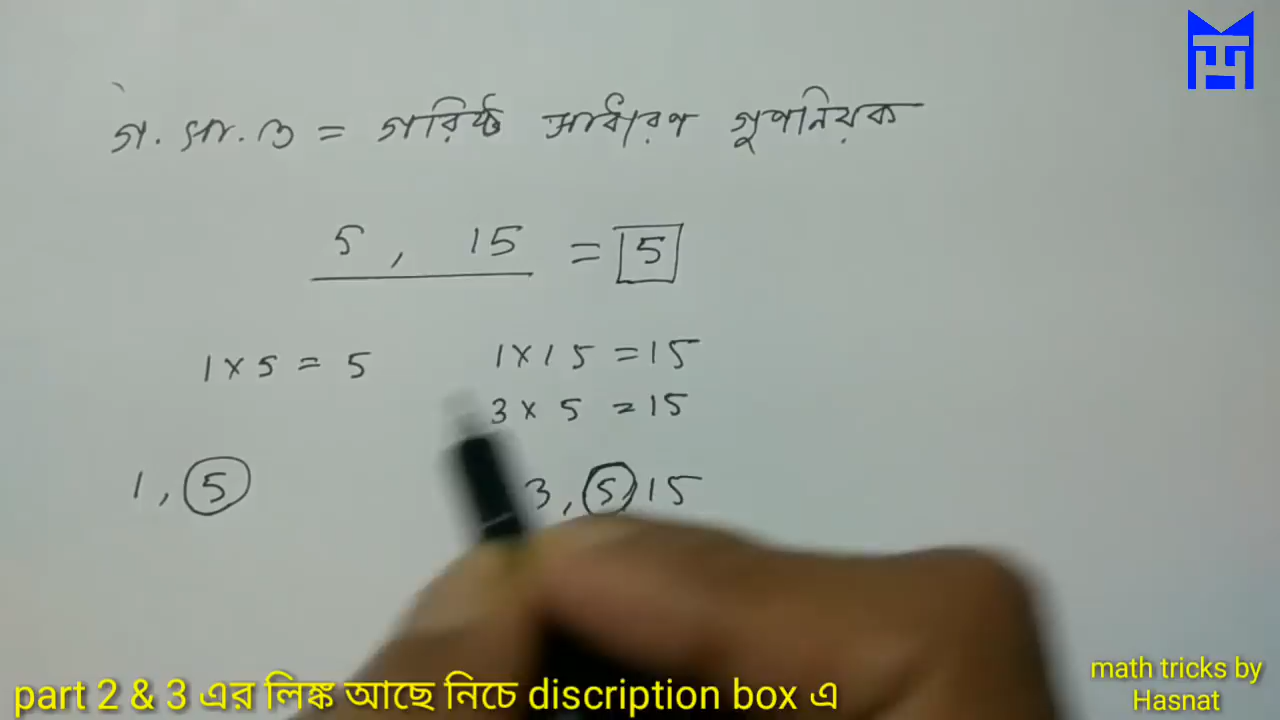 গ. সা. গু = গরিষ্ঠ সাধারণ গুণনিয়ক
5 , 15 = 5
1 × 5 = 5
1 × 15 = 15
3 × 5 = 15
1 , 5
3 , 5 15
part 2 & 3 এর লিঙ্ক আছে নিচে discription box এ
math tricks by
Hasnat